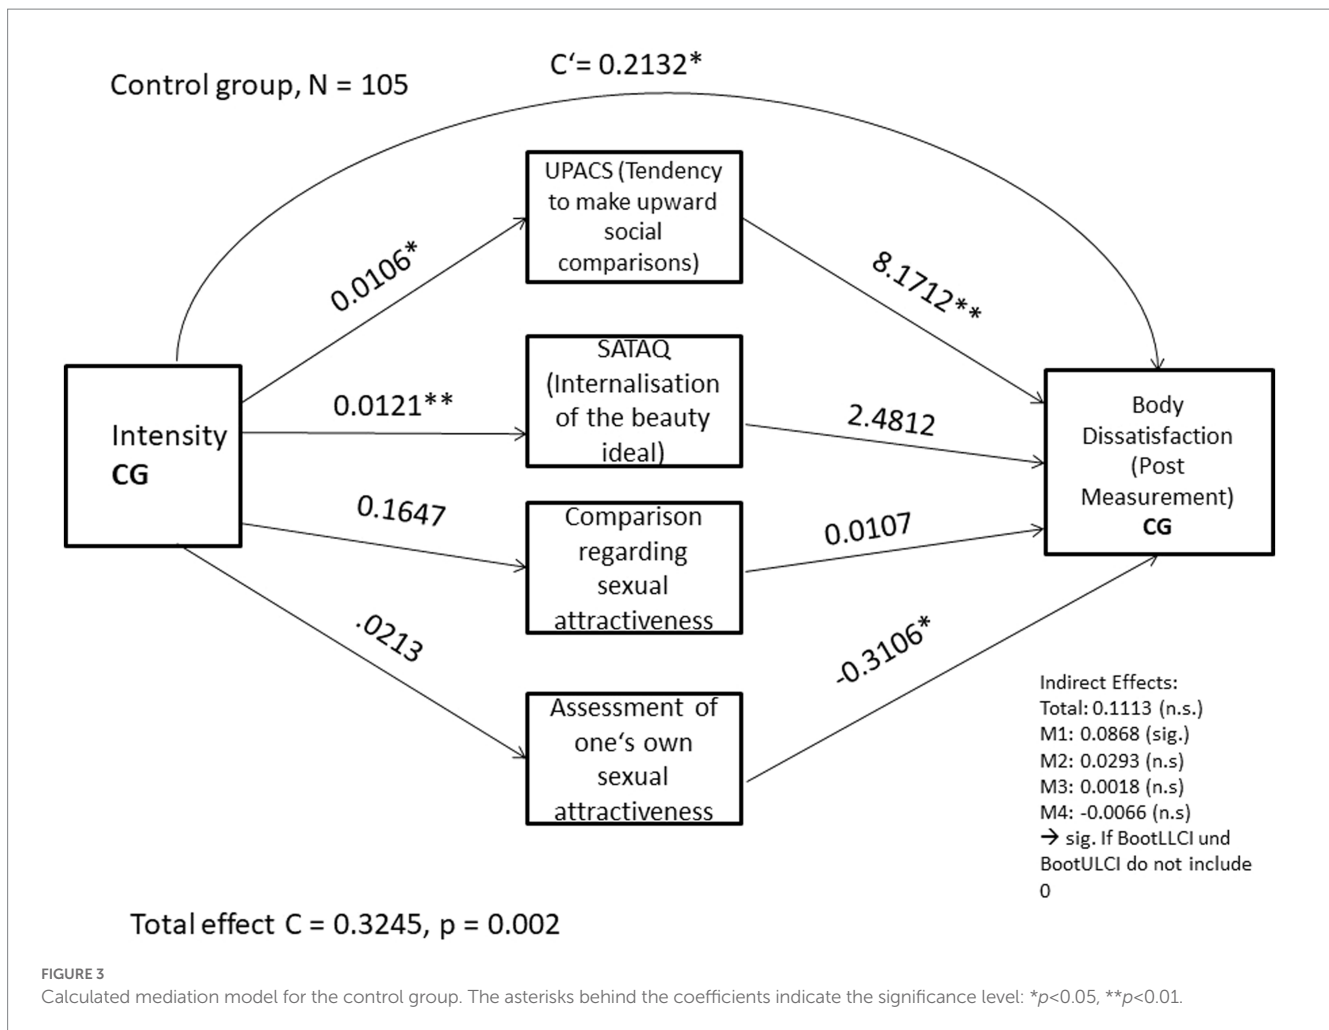 C‘= 0.2132*
Control group, N = 105
UPACS (Tendency
to make upward
social
comparisons)
0.0106*
8.1712**
SATAQ
(Internalisation
of the beauty
ideal)
0.0121**
2.4812
Intensity
CG
Body
Dissatisfaction
(Post
Measurement)
CG
0.1647
Comparison
regarding
sexual
attractiveness
0.0107
.0213
Assessment of
one‘s own
sexual
attractiveness
-0.3106*
Indirect Effects:
Total: 0.1113 (n.s.)
M1: 0.0868 (sig.)
M2: 0.0293 (n.s)
M3: 0.0018 (n.s)
M4: -0.0066 (n.s)
→ sig. If BootLLCI und
BootULCI do not include
0
Total effect C = 0.3245, p = 0.002
FIGURE 3
Calculated mediation model for the control group. The asterisks behind the coefficients indicate the significance level: *p<0.05, **p<0.01.